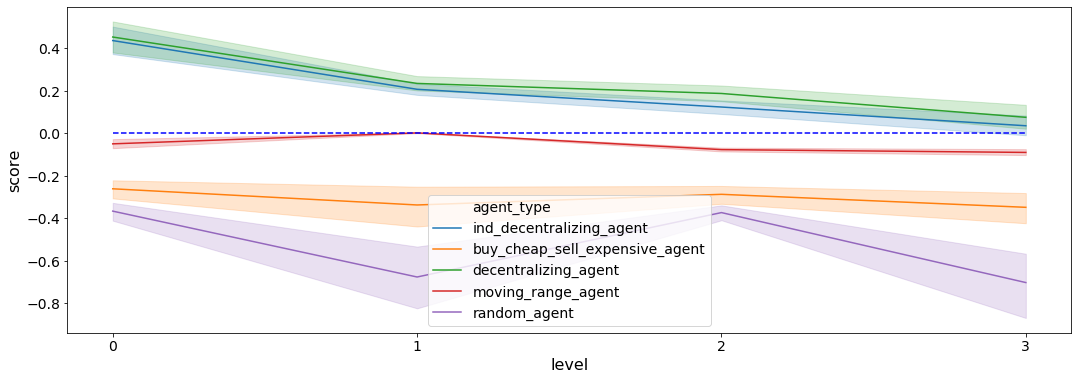 score
0.4
0.2
0.0
−0.2
−0.4
−0.6
−0.8
agent_type
ind_decentralizing_agent
buy_cheap_sell_expensive_agent
decentralizing_agent
moving_range_agent
random_agent
0 1 2 3
level